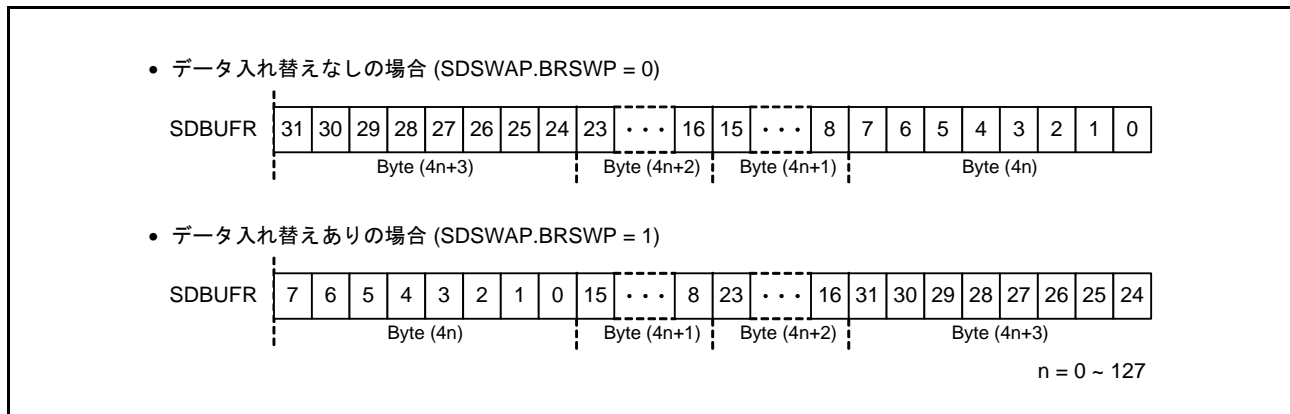 • データ入れ替えなしの場合 (SDSWAP.BRSWP = 0)
SDBUFR 31 30 29 28 27 26 25 24 23 ・・・ 16 15 ・・・ 8 7 6 5 4 3 2 1 0
Byte (4n+3) Byte (4n+2) Byte (4n+1) Byte (4n)
• データ入れ替えありの場合 (SDSWAP.BRSWP = 1)
SDBUFR 7 6 5 4 3 2 1 0 15 ・・・ 8 23 ・・・ 16 31 30 29 28 27 26 25 24
Byte (4n) Byte (4n+1) Byte (4n+2) Byte (4n+3)
n = 0 ~ 127